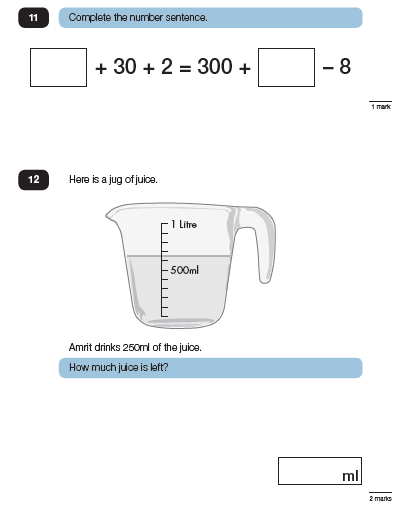 11 Complete the number sentence.
+ 30 + 2 = 300 + − 8
1 mark
12 Here is a jug of juice.
1 Litre
500ml
Amrit drinks 250ml of the juice.
How much juice is left?
ml
2 marks